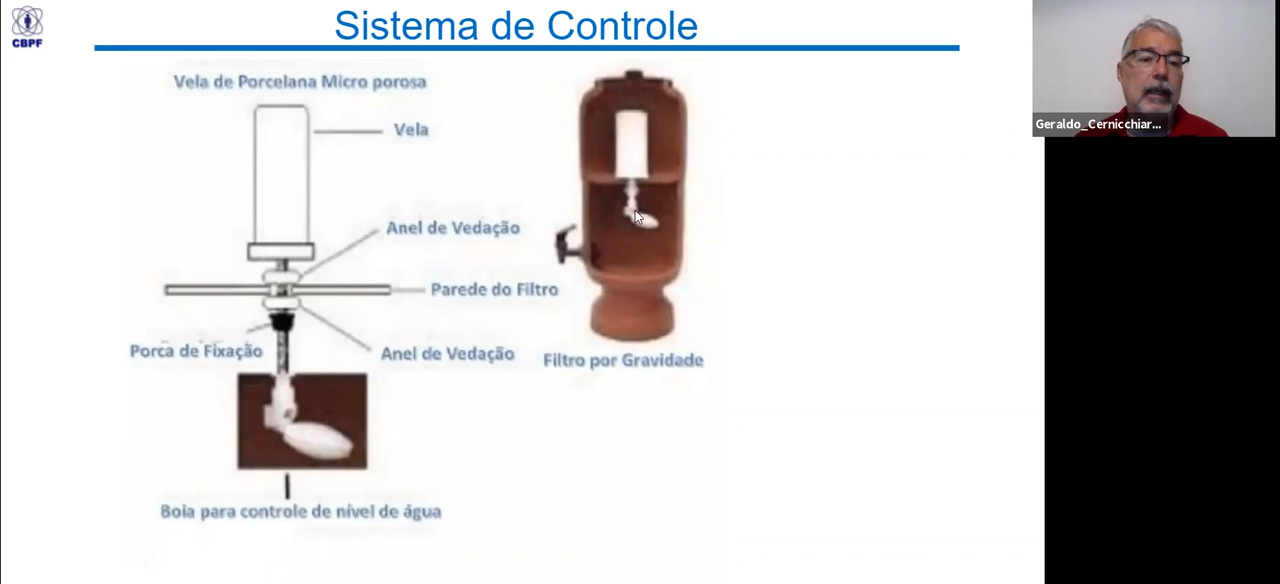 Sistema de Controle
CBPF
Vela de Porcelana Micro porosa
Vela
Anel de Vedação
Parede do Filtro
Porca de Fixação
Anel de Vedação
Filtro por Gravidade
Boia para controle de nível de água
Geraldo_Cernicchiar...